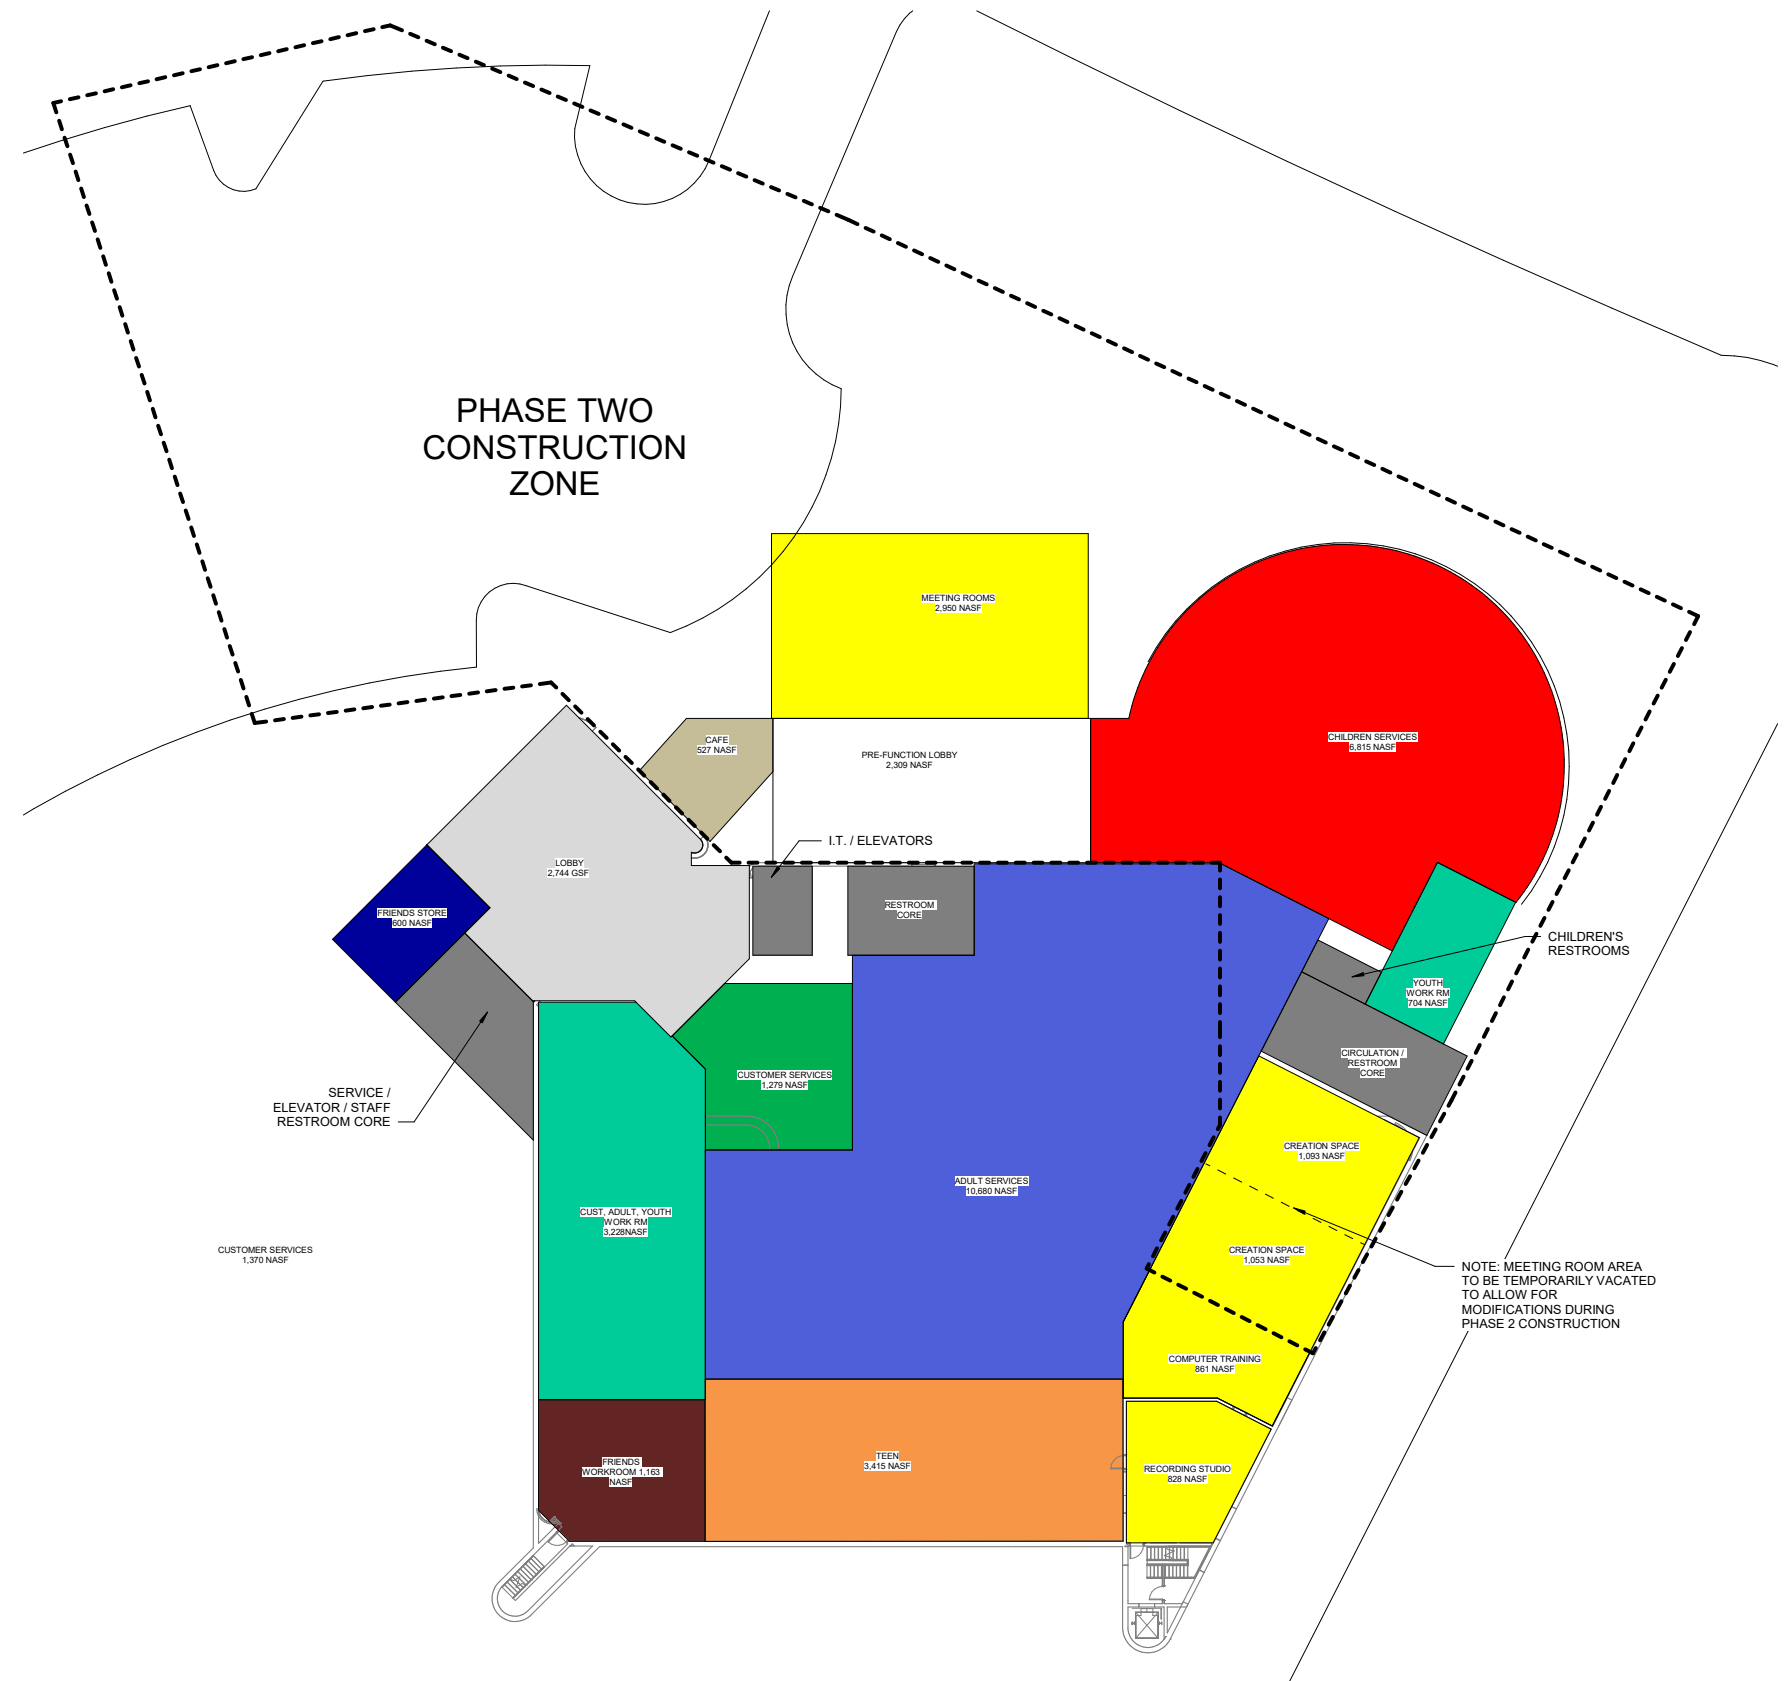 PHASE TWO
CONSTRUCTION
ZONE
MEETING ROOMS
2,950 NASF
CAFE
527 NASF
PRE-FUNCTION LOBBY
2,309 NASF
CHILDREN SERVICES
6,815 NASF
I.T. / ELEVATORS
LOBBY
2,744 GSF
FRIENDS STORE
600 NASF
RESTROOM
CORE
CHILDREN'S
RESTROOMS
YOUTH
WORK RM
704 NASF
CIRCULATION /
RESTROOM
CORE
SERVICE /
ELEVATOR / STAFF
RESTROOM CORE
CUSTOMER SERVICES
1,279 NASF
CREATION SPACE
1,093 NASF
ADULT SERVICES
10,680 NASF
CUST, ADULT, YOUTH
WORK RM
3,228NASF
CUSTOMER SERVICES
1,370 NASF
CREATION SPACE
1,053 NASF
NOTE: MEETING ROOM AREA
TO BE TEMPORARILY VACATED
TO ALLOW FOR
MODIFICATIONS DURING
PHASE 2 CONSTRUCTION
COMPUTER TRAINING
861 NASF
FRIENDS
WORKROOM 1,163
NASF
TEEN
3,415 NASF
RECORDING STUDIO
828 NASF